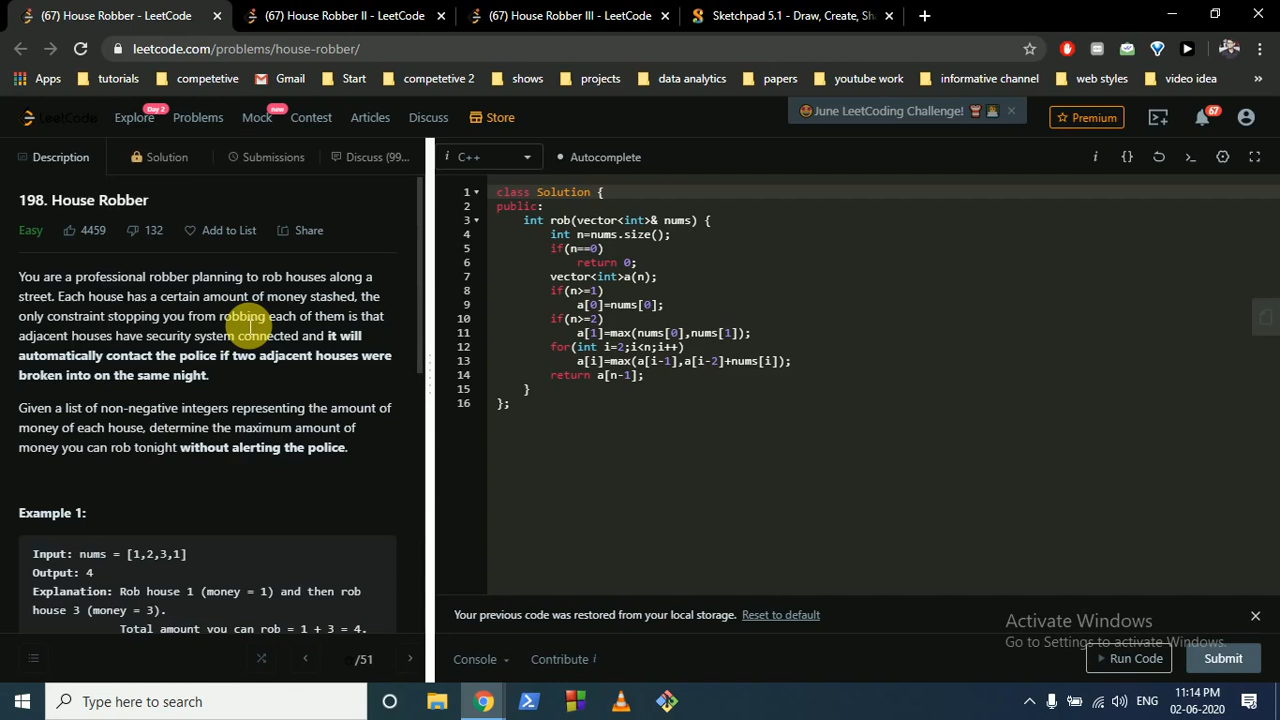 (67) House Robber - LeetCode
(67) House Robber II - LeetCode
(67) House Robber III - LeetCode
Sketchpad 5.1 - Draw, Create, Sha
leetcode.com/problems/house-robber/
Apps
tutorials
competetive
Gmail
Start
competetive 2
shows
projects
data analytics
papers
youtube work
informative channel
web styles
video idea
LeetCode
Explore
Day 2
Problems
Mock
new
Contest
Articles
Discuss
Store
June LeetCoding Challenge!
Premium
67
Description
Solution
Submissions
Discuss (99...
i C++
Autocomplete
198. House Robber
Easy
4459
132
Add to List
Share
You are a professional robber planning to rob houses along a
street. Each house has a certain amount of money stashed, the
only constraint stopping you from robbing each of them is that
adjacent houses have security system connected and it will
automatically contact the police if two adjacent houses were
broken into on the same night.
Given a list of non-negative integers representing the amount of
money of each house, determine the maximum amount of
money you can rob tonight without alerting the police.
Example 1:
Input: nums = [1,2,3,1]
Output: 4
Explanation: Rob house 1 (money = 1) and then rob
house 3 (money = 3).
Total amount you can rob = 1 + 3 = 4.
/51
1 class Solution {
2 public:
3 int rob(vector<int>& nums) {
4 int n=nums.size();
5 if(n==0)
6 return 0;
7 vector<int>a(n);
8 if(n>=1)
9 a[0]=nums[0];
10 if(n>=2)
11 a[1]=max(nums[0],nums[1]);
12 for(int i=2;i<n;i++)
13 a[i]=max(a[i-1],a[i-2]+nums[i]);
14 return a[n-1];
15 }
16 };
Your previous code was restored from your local storage. Reset to default
Activate Windows
Go to Settings to activate Windows.
Console
Contribute i
Run Code
Submit
Type here to search
ENG
11:14 PM
02-06-2020